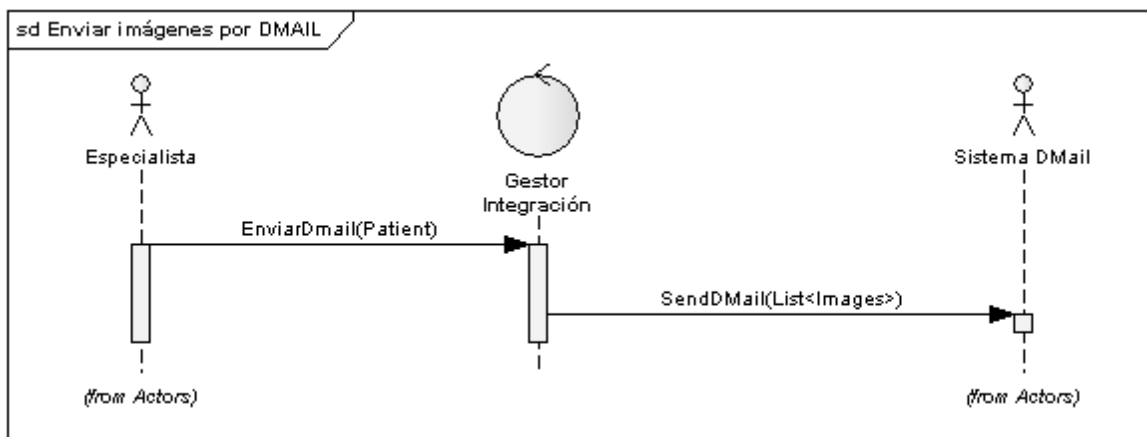 sd Enviar imágenes por DMAIL
Especialista
Gestor
Integración
Sistema DMail
EnviarDmail(Patient)
SendDMail(List<Images>)
(from Actors)
(from Actors)